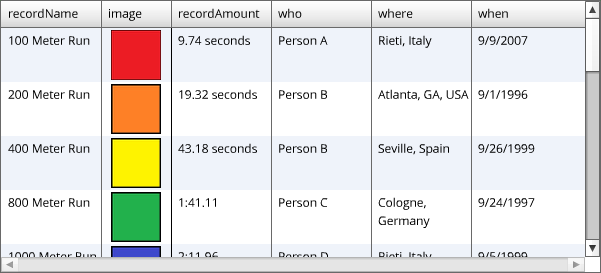 recordName image recordAmount who where when
100 Meter Run 9.74 seconds Person A Rieti, Italy 9/9/2007
200 Meter Run 19.32 seconds Person B Atlanta, GA, USA 9/1/1996
400 Meter Run 43.18 seconds Person B Seville, Spain 9/26/1999
800 Meter Run 1:41.11 Person C Cologne, 9/24/1997
Germany
1000 Meter Run 2:11.96 Person D Rieti, Italy 9/5/1999